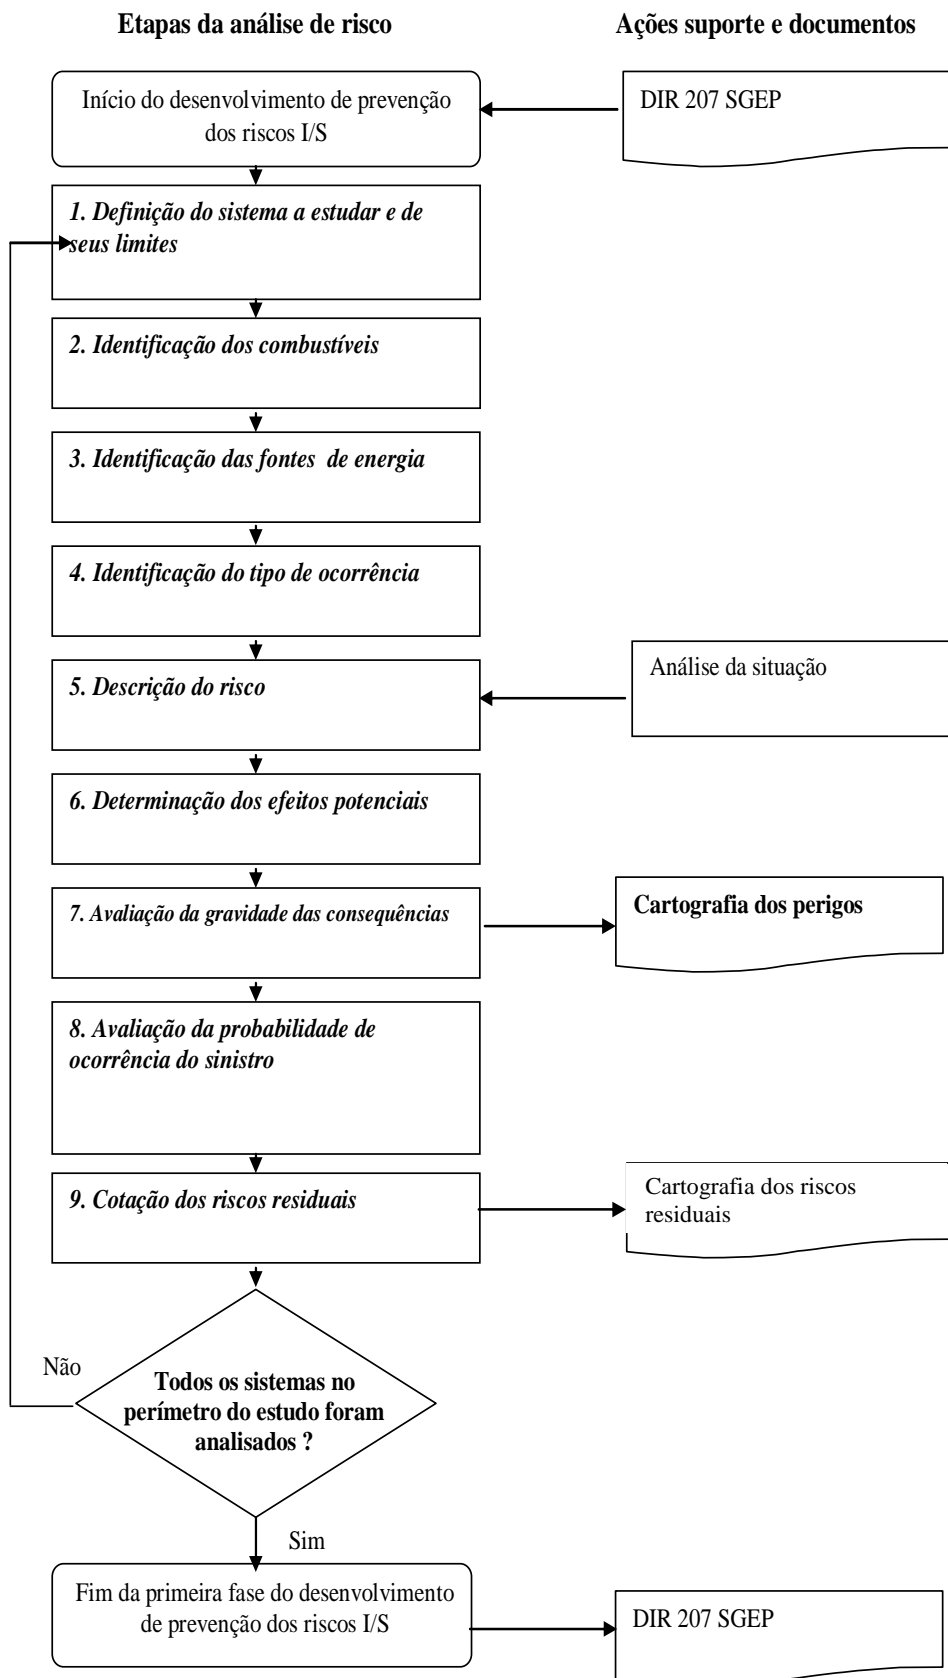 Etapas da análise de risco
Ações suporte e documentos
Início do desenvolvimento de prevenção
dos riscos I/S
DIR 207 SGEP
1. Definição do sistema a estudar e de
seus limites
2. Identificação dos combustíveis
3. Identificação das fontes de energia
4. Identificação do tipo de ocorrência
5. Descrição do risco
Análise da situação
6. Determinação dos efeitos potenciais
7. Avaliação da gravidade das consequências
Cartografia dos perigos
8. Avaliação da probabilidade de
ocorrência do sinistro
9. Cotação dos riscos residuais
Cartografia dos riscos
residuais
Não
Todos os sistemas no
perímetro do estudo foram
analisados ?
Sim
Fim da primeira fase do desenvolvimento
de prevenção dos riscos I/S
DIR 207 SGEP